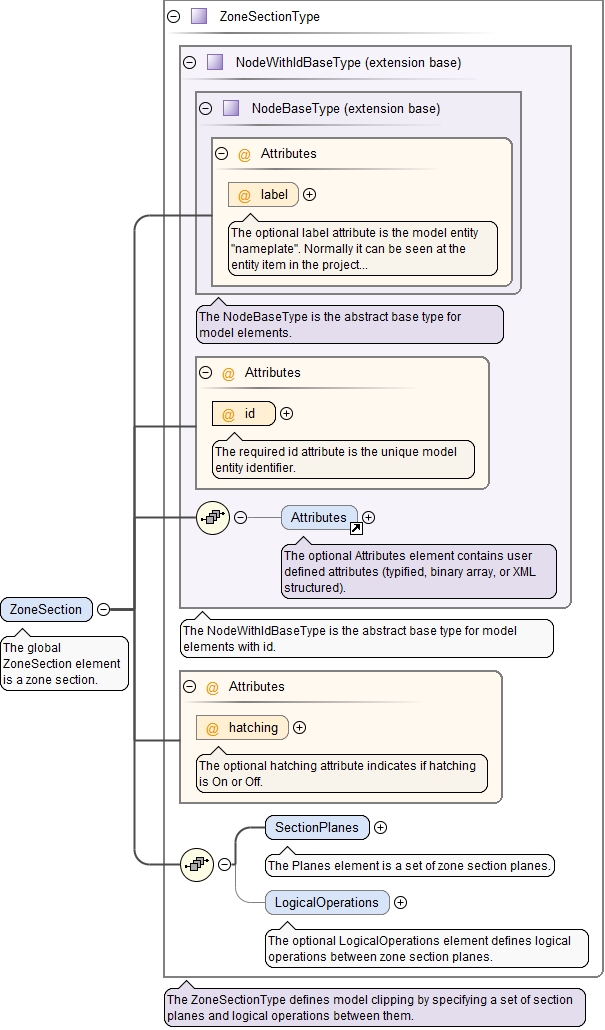 ZoneSectionType
NodeWithIdBaseType (extension base)
NodeBaseType (extension base)
@ Attributes
@ label
The optional label attribute is the model entity
"nameplate". Normally it can be seen at the
entity item in the project...
The NodeBaseType is the abstract base type for
model elements.
@ Attributes
@ id
The required id attribute is the unique model
entity identifier.
Attributes
The optional Attributes element contains user
defined attributes (typified, binary array, or XML
structured).
ZoneSection
The global
ZoneSection element
is a zone section.
The NodeWithIdBaseType is the abstract base type for model
elements with id.
@ Attributes
@ hatching
The optional hatching attribute indicates if hatching
is On or Off.
SectionPlanes
The Planes element is a set of zone section planes.
LogicalOperations
The optional LogicalOperations element defines logical
operations between zone section planes.
The ZoneSectionType defines model clipping by specifying a set of section
planes and logical operations between them.